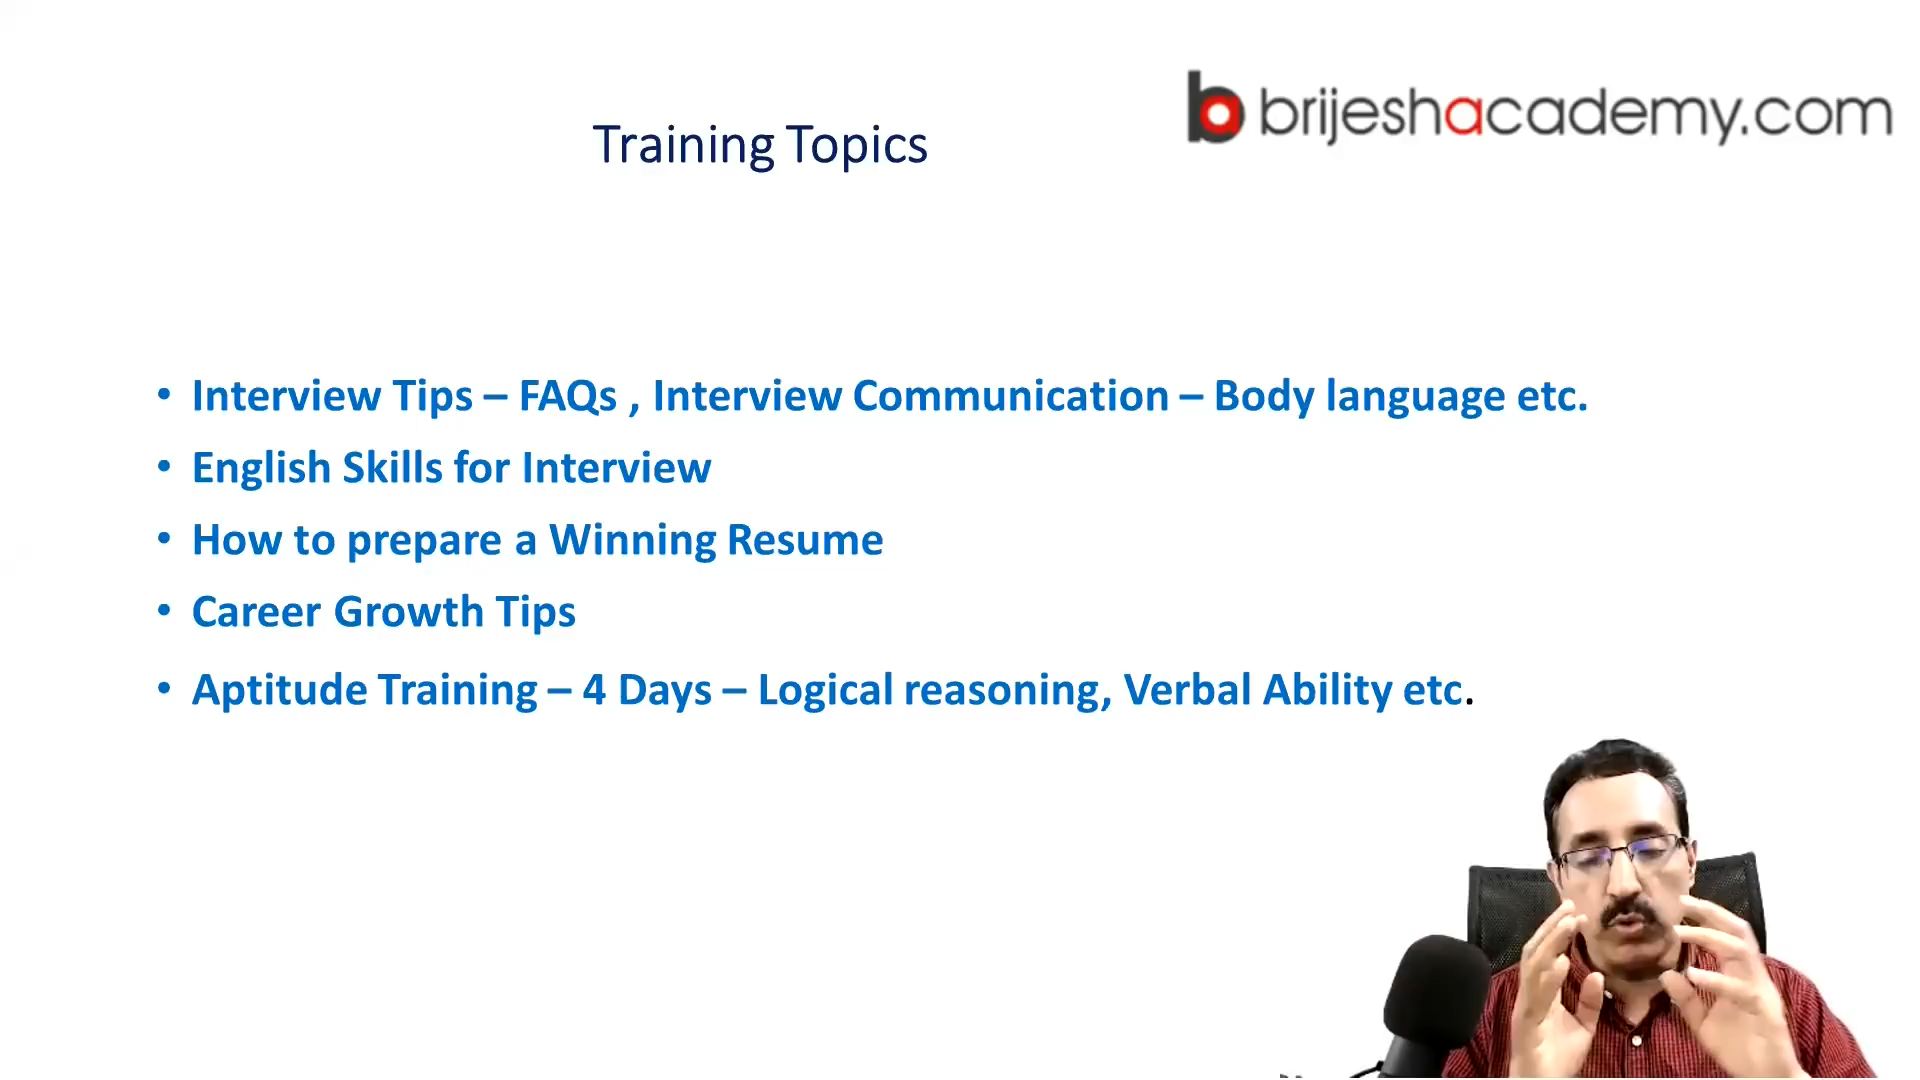 brijeshacademy.com
Training Topics
• Interview Tips – FAQs , Interview Communication – Body language etc.
• English Skills for Interview
• How to prepare a Winning Resume
• Career Growth Tips
• Aptitude Training – 4 Days – Logical reasoning, Verbal Ability etc.